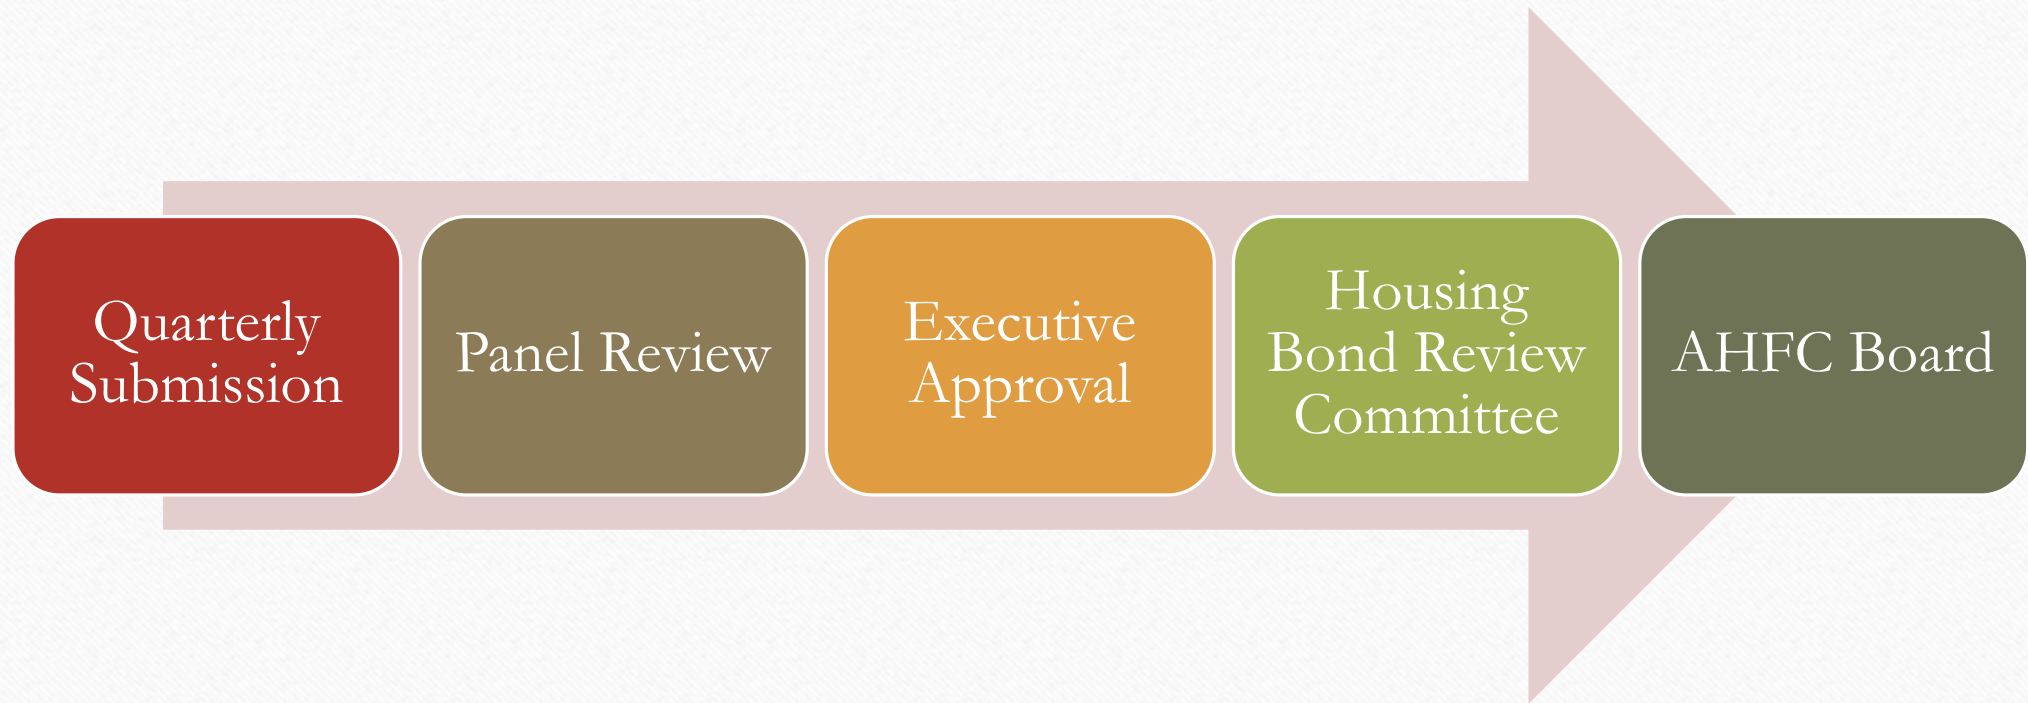 Quarterly
Submission
Panel Review
Executive
Approval
Housing
Bond Review
Committee
AHFC Board